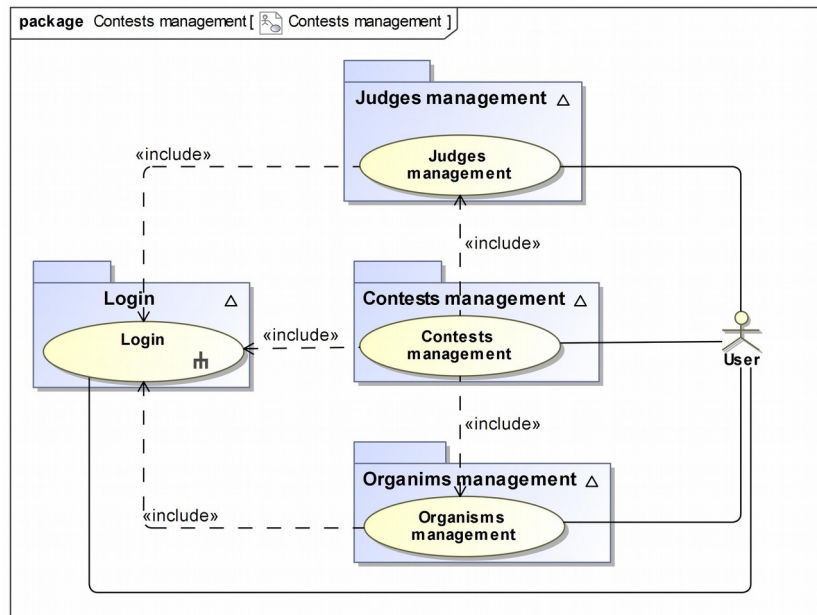 package Contests management [ Contests management ]
Judges management
Judges
management
«include»
«include»
Login
Login
«include»
Contests management
Contests
management
User
«include»
Organims management
Organisms
management
«include»